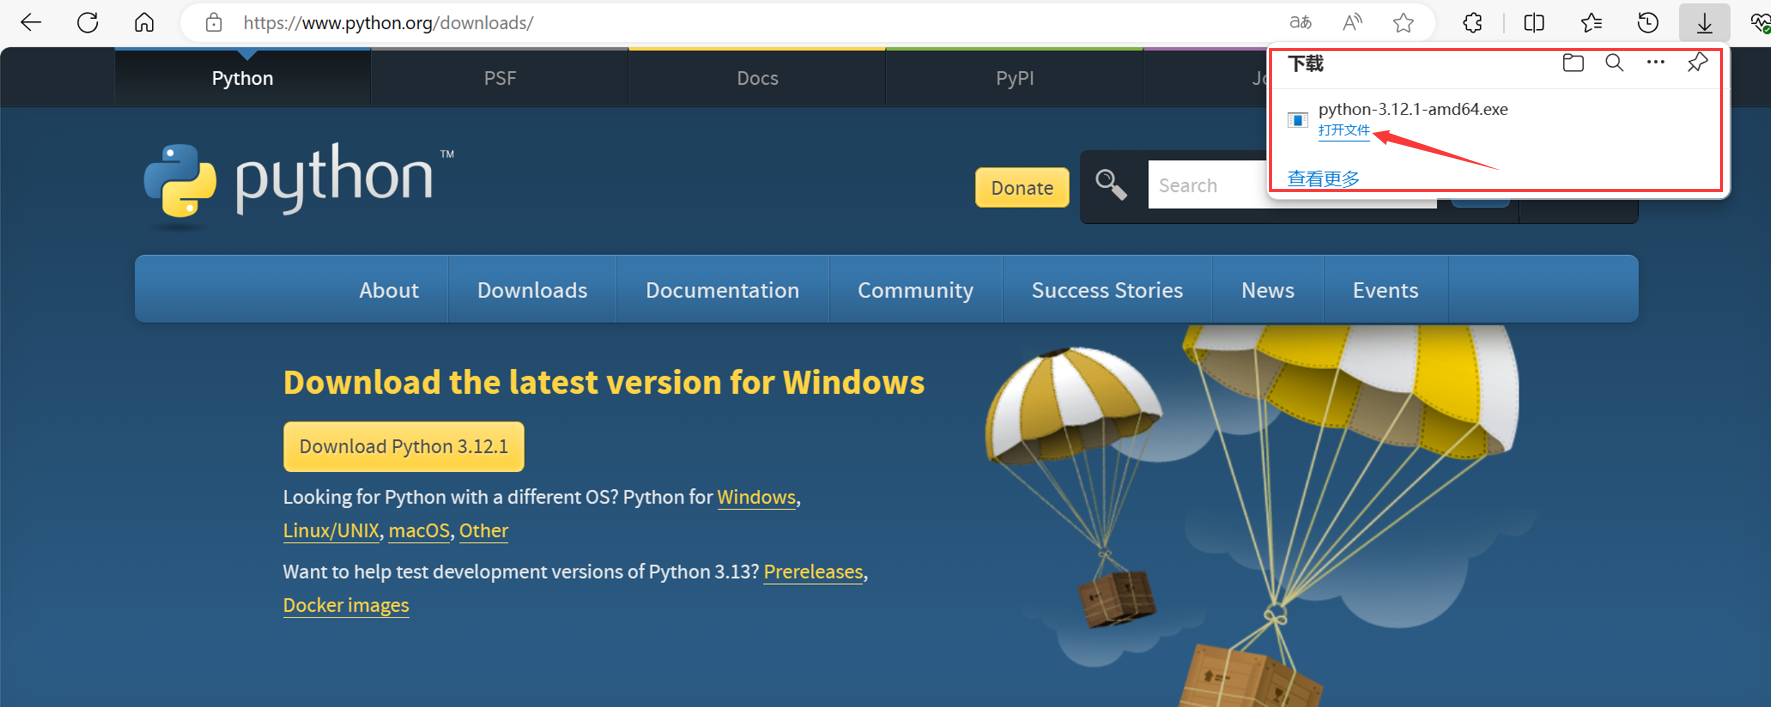 https://www.python.org/downloads/
aあ
A
Python
PSF
Docs
PyPI
下载
python-3.12.1-amd64.exe
打开文件
查看更多
python™
Donate
Search
About
Downloads
Documentation
Community
Success Stories
News
Events
Download the latest version for Windows
Download Python 3.12.1
Looking for Python with a different OS? Python for Windows,
Linux/UNIX, macOS, Other
Want to help test development versions of Python 3.13? Prereleases,
Docker images